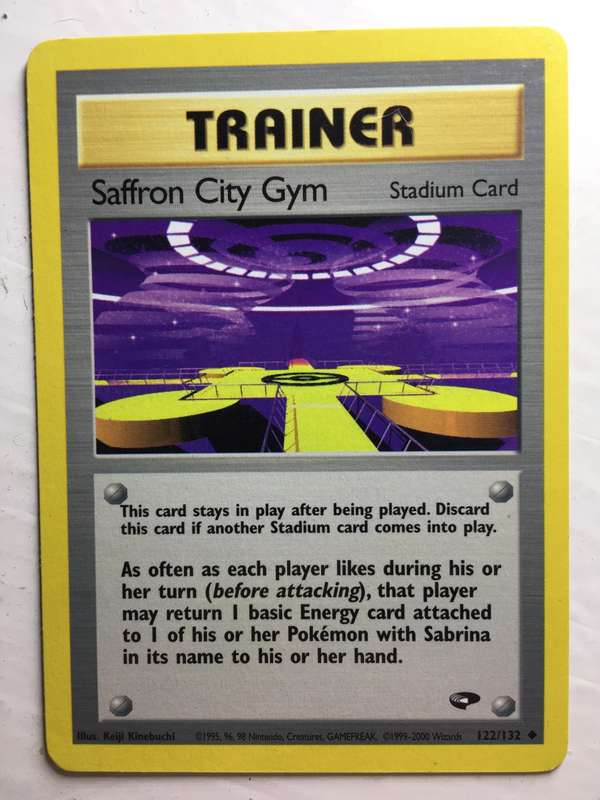 TRAINER
Saffron City Gym Stadium Card
This card stays in play after being played. Discard
this card if another Stadium card comes into play.
As often as each player likes during his or
her turn (before attacking), that player
may return 1 basic Energy card attached
to 1 of his or her Pokémon with Sabrina
in its name to his or her hand.
Illus. Keiji Kinebuchi ©1995, 96, 98 Nintendo, Creatures, GAMEFREAK. ©1999-2000 Wizards 122/132 ◆